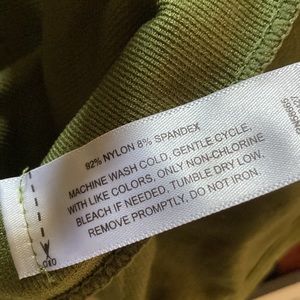 92% NYLON 8% SPANDEX
MACHINE WASH COLD, GENTLE CYCLE,
WITH LIKE COLORS, ONLY NON-CHLORINE
BLEACH IF NEEDED, TUMBLE DRY LOW.
REMOVE PROMPTLY, DO NOT IRON.